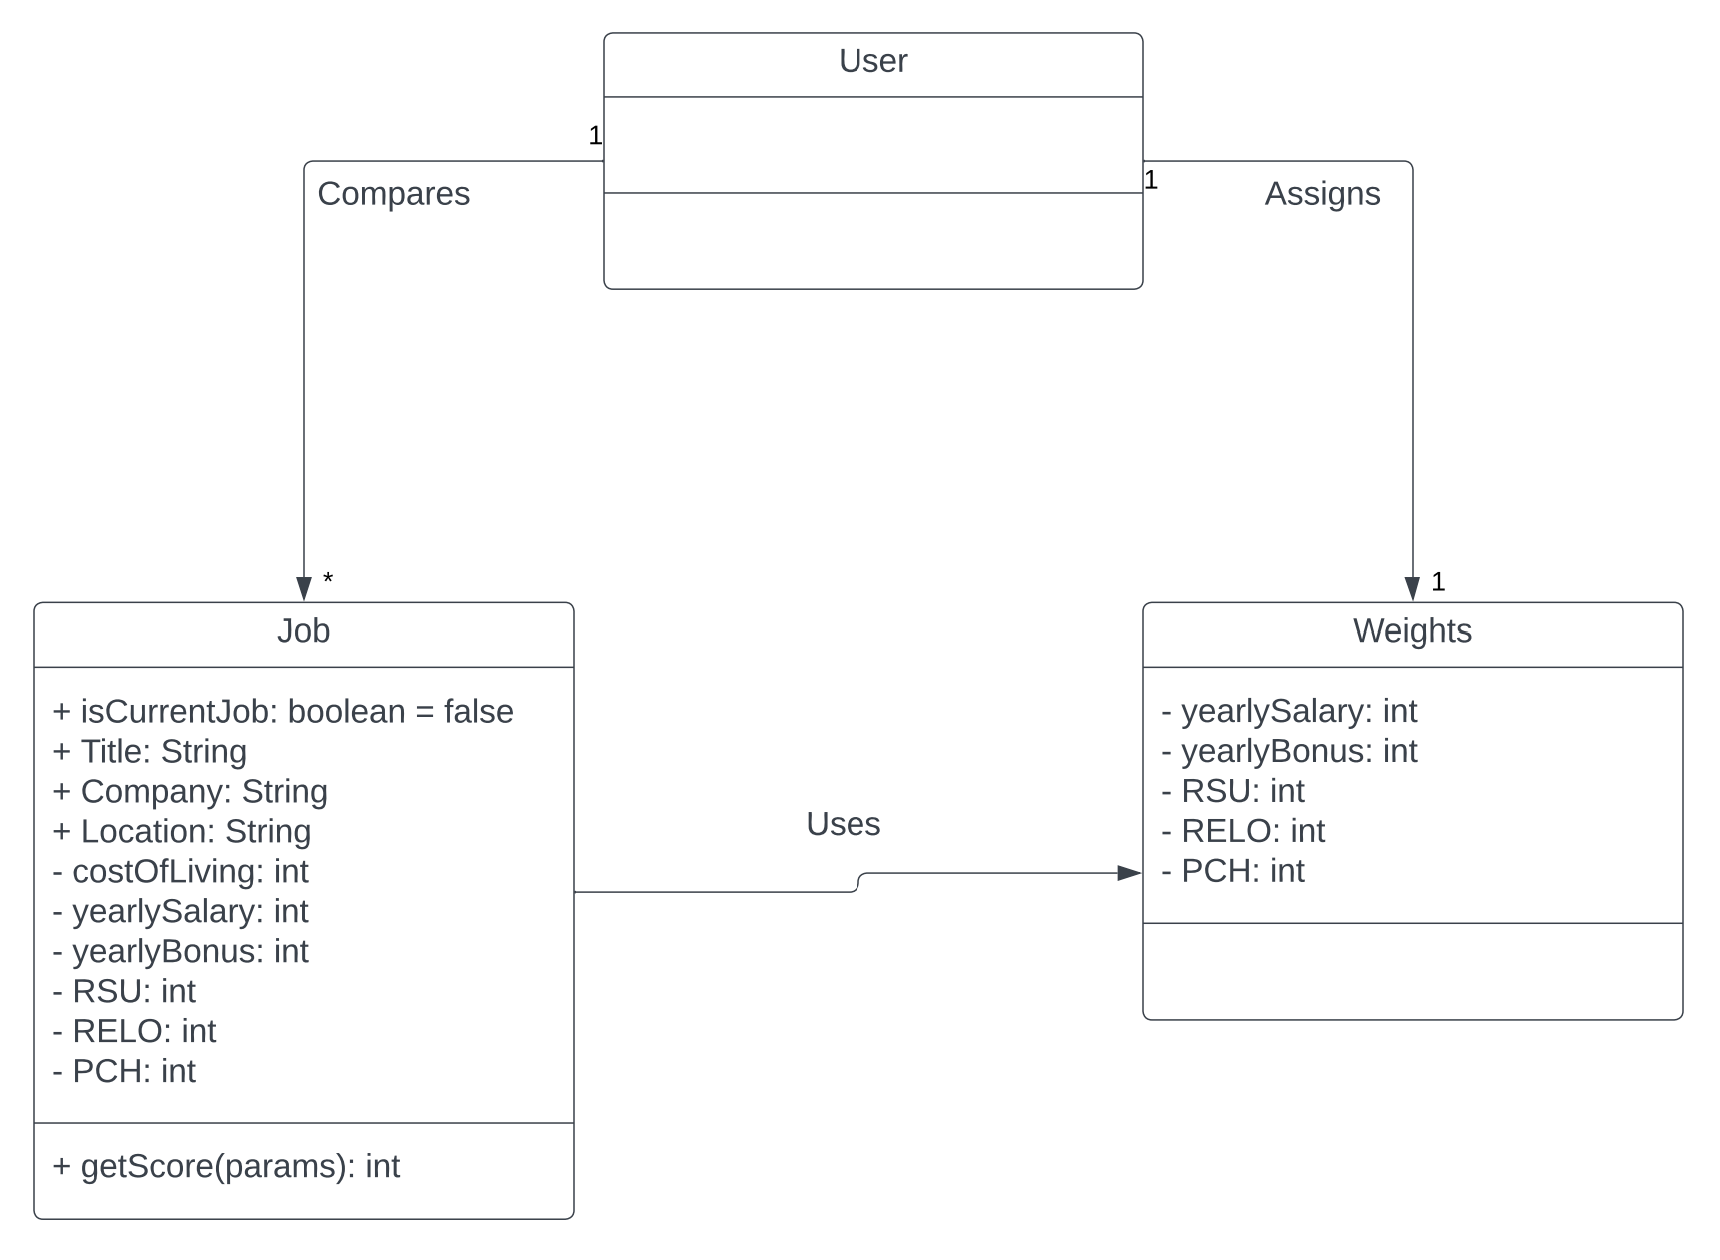 User
1
Compares
1
Assigns
*
1
Job
+ isCurrentJob: boolean = false
+ Title: String
+ Company: String
+ Location: String
- costOfLiving: int
- yearlySalary: int
- yearlyBonus: int
- RSU: int
- RELO: int
- PCH: int
+ getScore(params): int
Uses
Weights
- yearlySalary: int
- yearlyBonus: int
- RSU: int
- RELO: int
- PCH: int